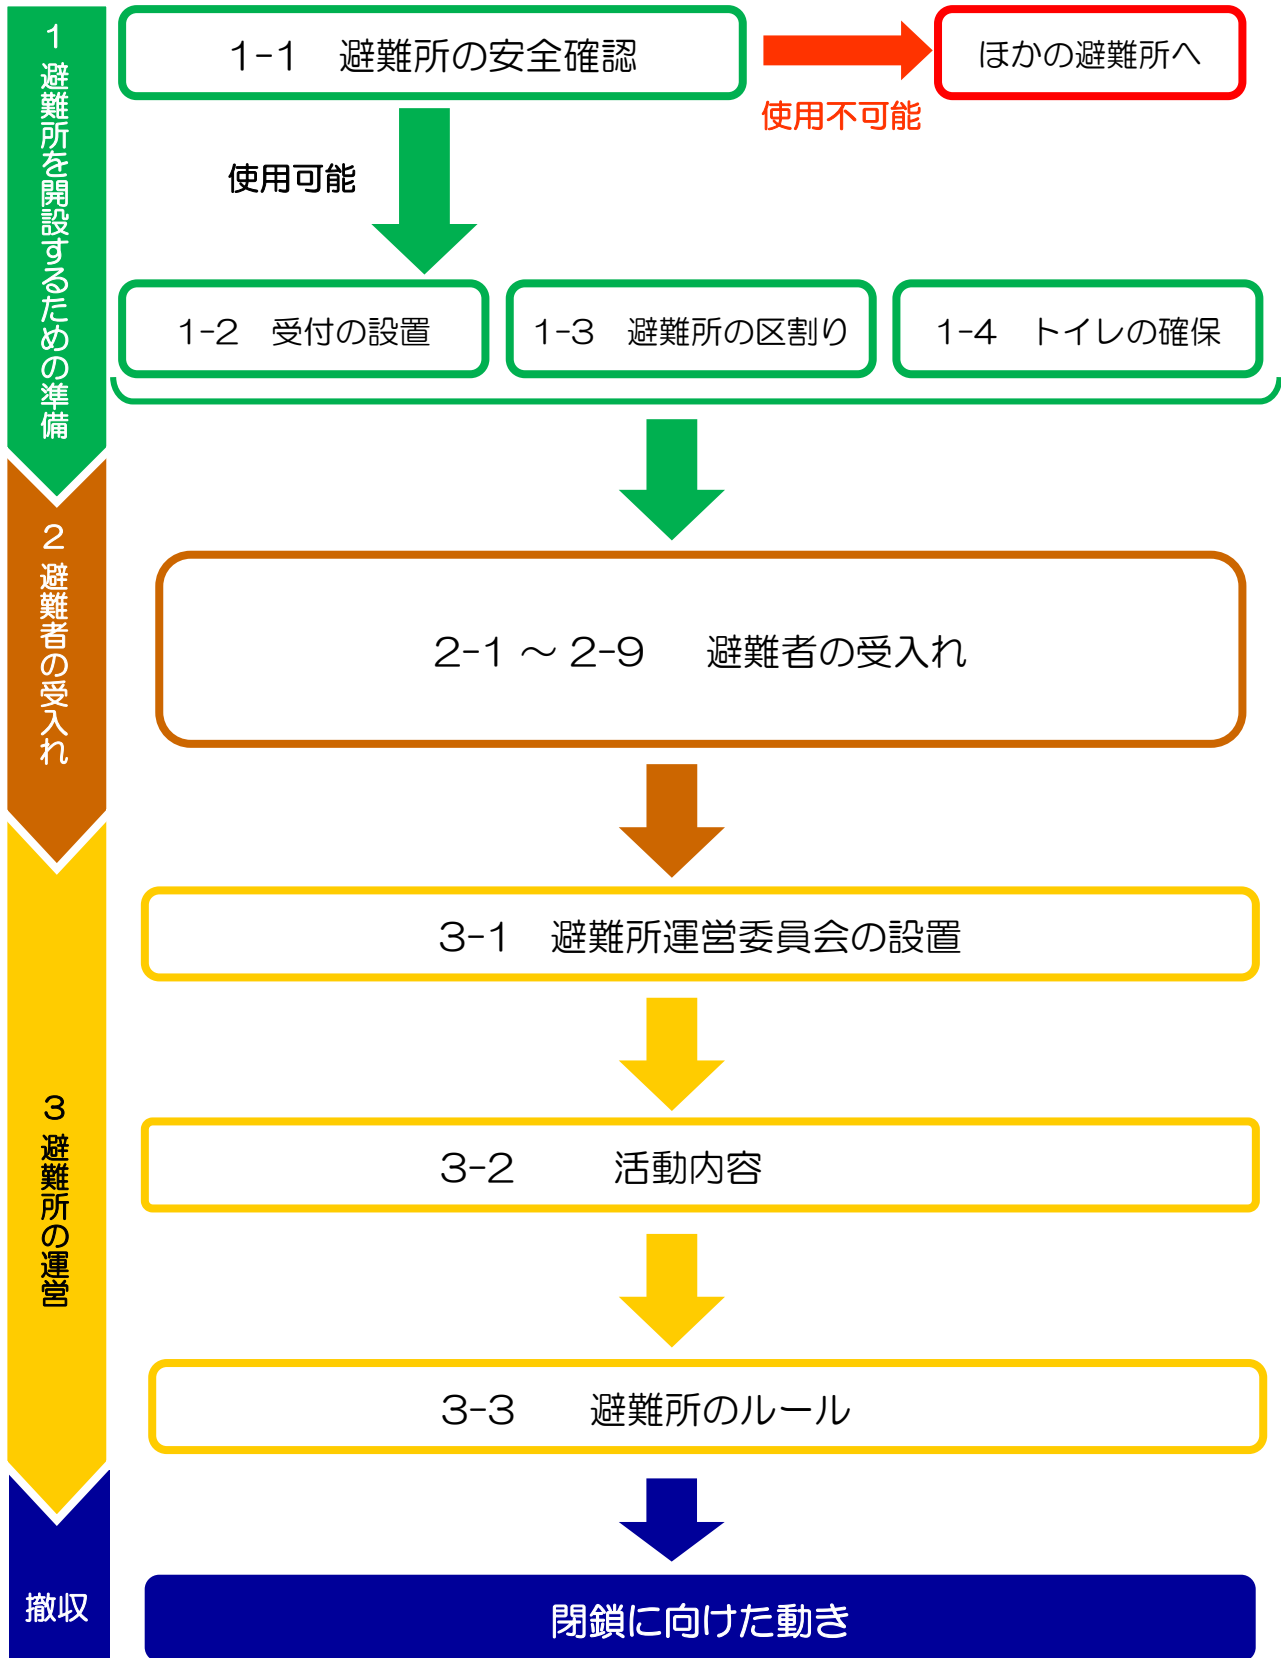 1 避難所を開設するための準備
1-1 避難所の安全確認
ほかの避難所へ
使用不可能
使用可能
1-2 受付の設置
1-3 避難所の区割り
1-4 トイレの確保
2 避難者の受入れ
2-1 ～ 2-9 避難者の受入れ
3 避難所の運営
3-1 避難所運営委員会の設置
3-2 活動内容
3-3 避難所のルール
撤収
閉鎖に向けた動き